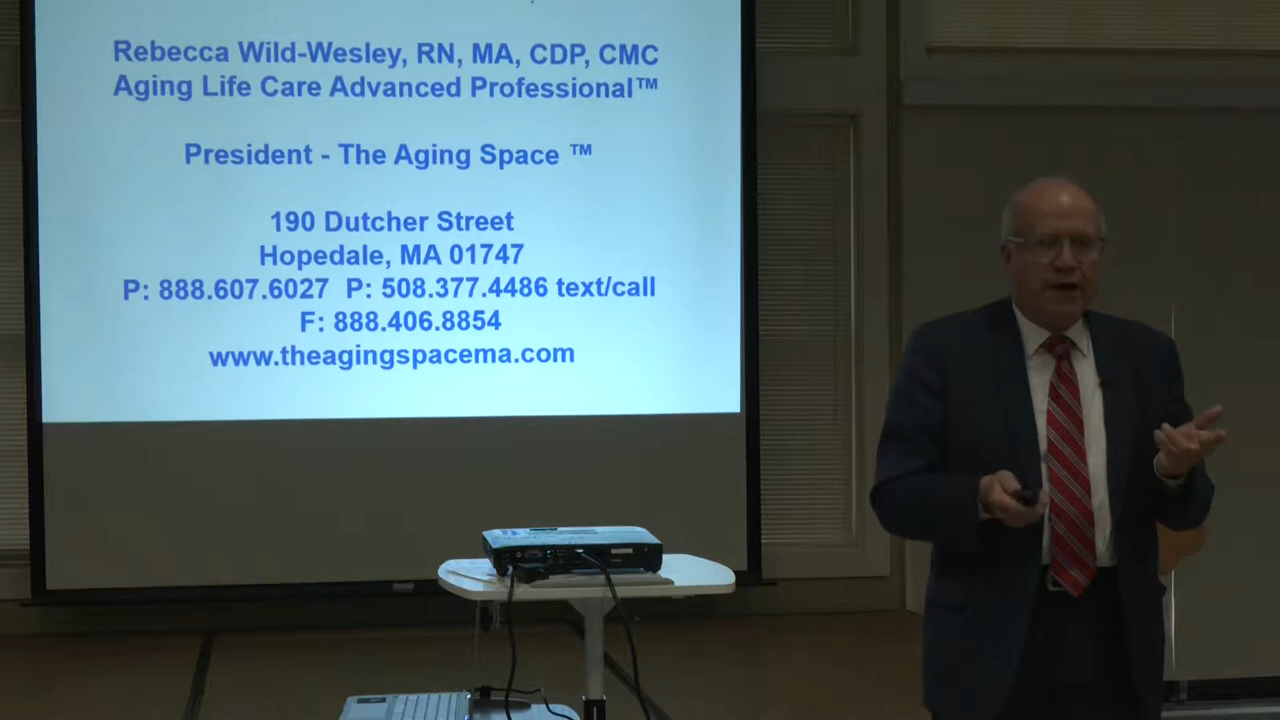 Rebecca Wild-Wesley, RN, MA, CDP, CMC
Aging Life Care Advanced Professional™
President - The Aging Space ™
190 Dutcher Street
Hopedale, MA 01747
P: 888.607.6027 P: 508.377.4486 text/call
F: 888.406.8854
www.theagingspacema.com